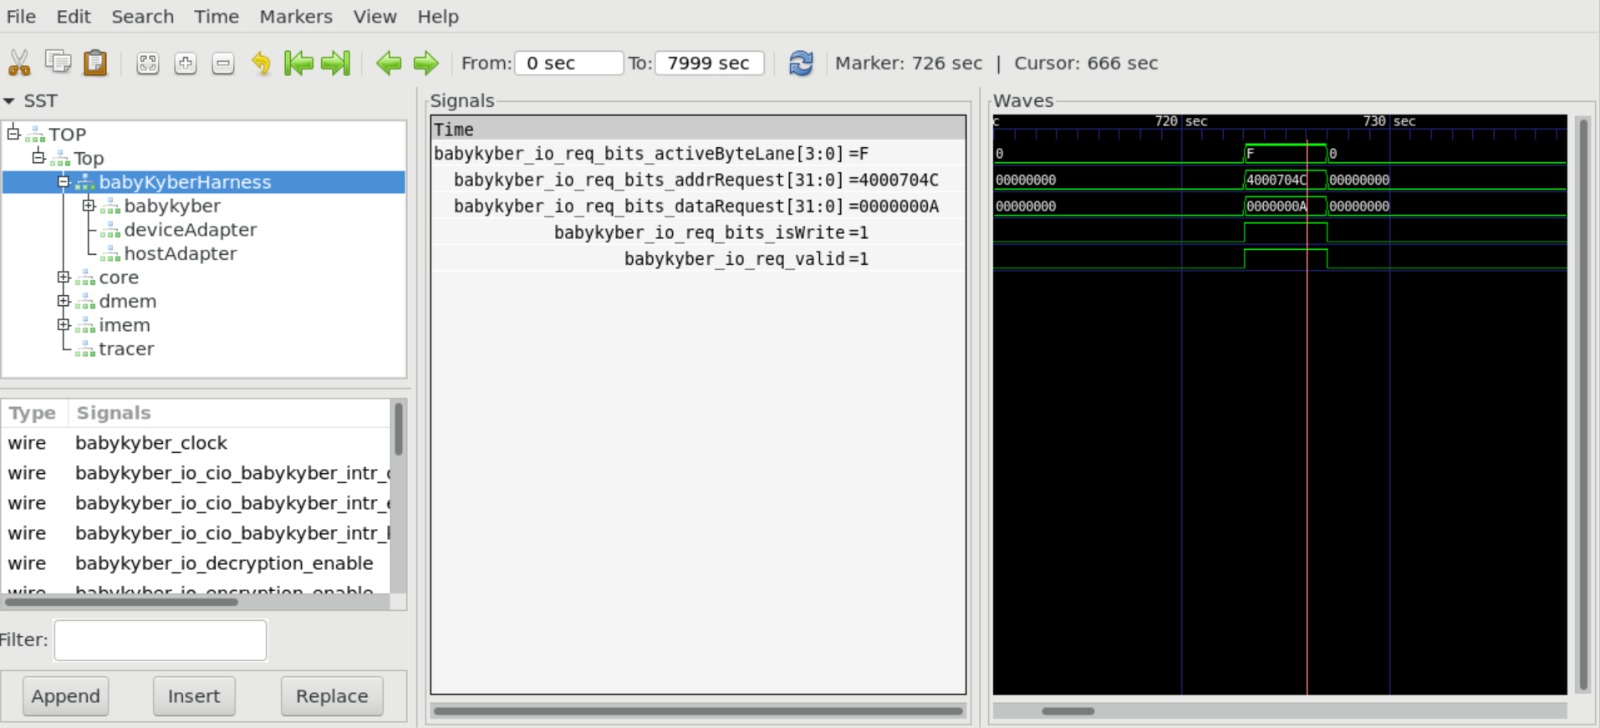 File Edit Search Time Markers View Help
From: 0 sec To: 7999 sec Marker: 726 sec | Cursor: 666 sec
SST
TOP
Top
babyKyberHarness
babykyber
deviceAdapter
hostAdapter
core
dmem
imem
tracer
Type Signals
wire babykyber_clock
wire babykyber_io_cio_babykyber_intr_
wire babykyber_io_cio_babykyber_intr_
wire babykyber_io_cio_babykyber_intr_
wire babykyber_io_decryption_enable
wire babykyber_io_encryption_enable
Filter:
Append Insert Replace
Signals
Time
babykyber_io_req_bits_activeByteLane[3:0] =F
babykyber_io_req_bits_addrRequest[31:0] =4000704C
babykyber_io_req_bits_dataRequest[31:0] =0000000A
babykyber_io_req_bits_isWrite =1
babykyber_io_req_valid =1
Waves
c 720 sec 730 sec
0 F 0
00000000 4000704C 00000000
00000000 0000000A 00000000